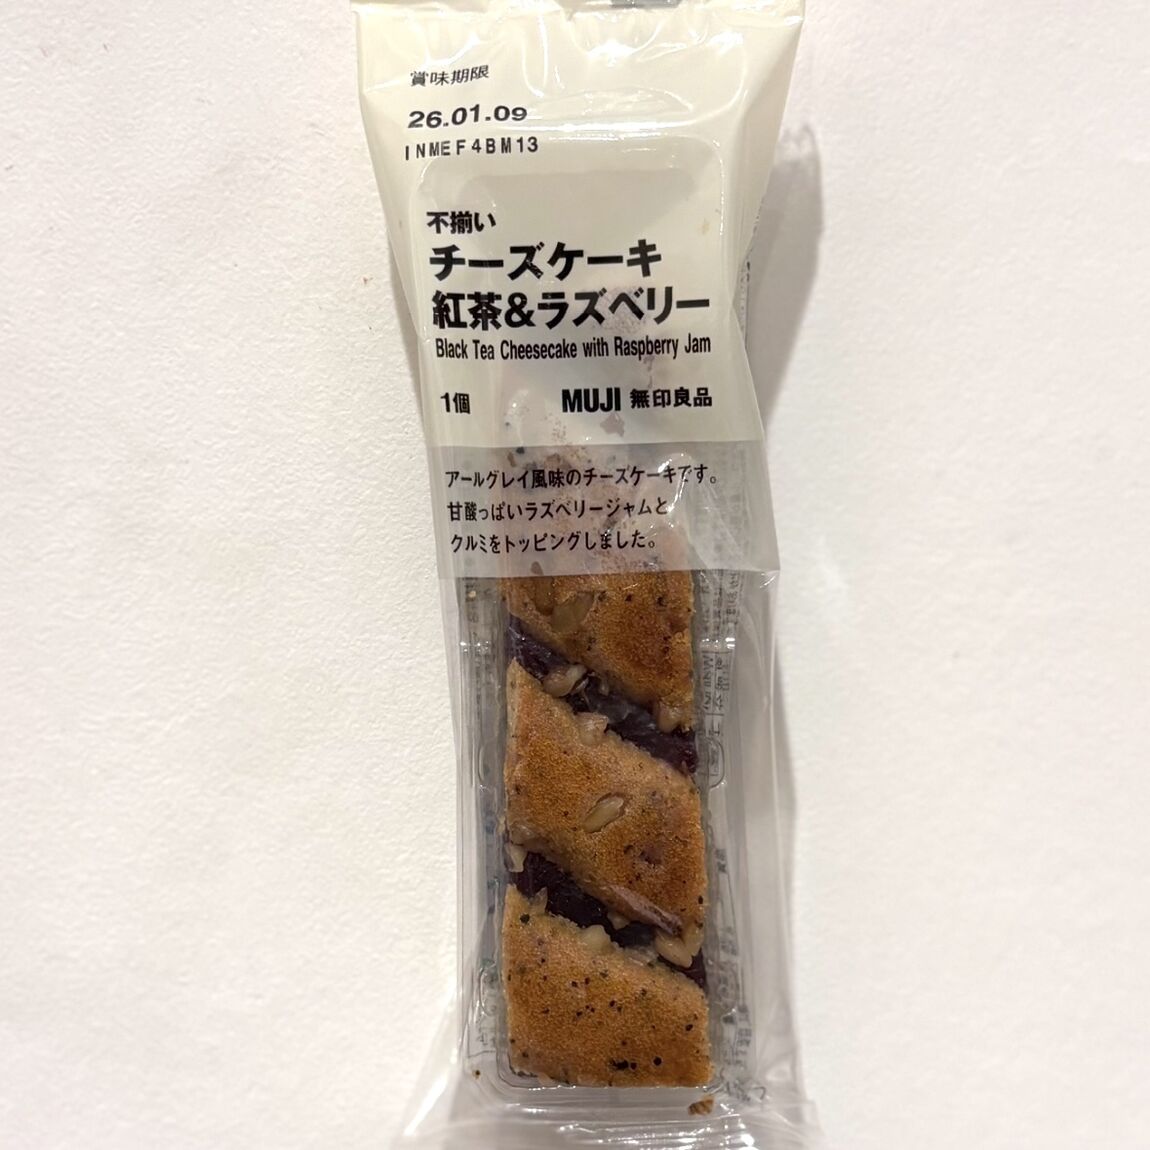 賞味期限
26.01.09
INMEF4BM13
不揃い
チーズケーキ
紅茶&ラズベリー
Black Tea Cheesecake with Raspberry Jam
1個 MUJI 無印良品
アールグレイ風味のチーズケーキです。
甘酸っぱいラズベリージャムと
クルミをトッピングしました。